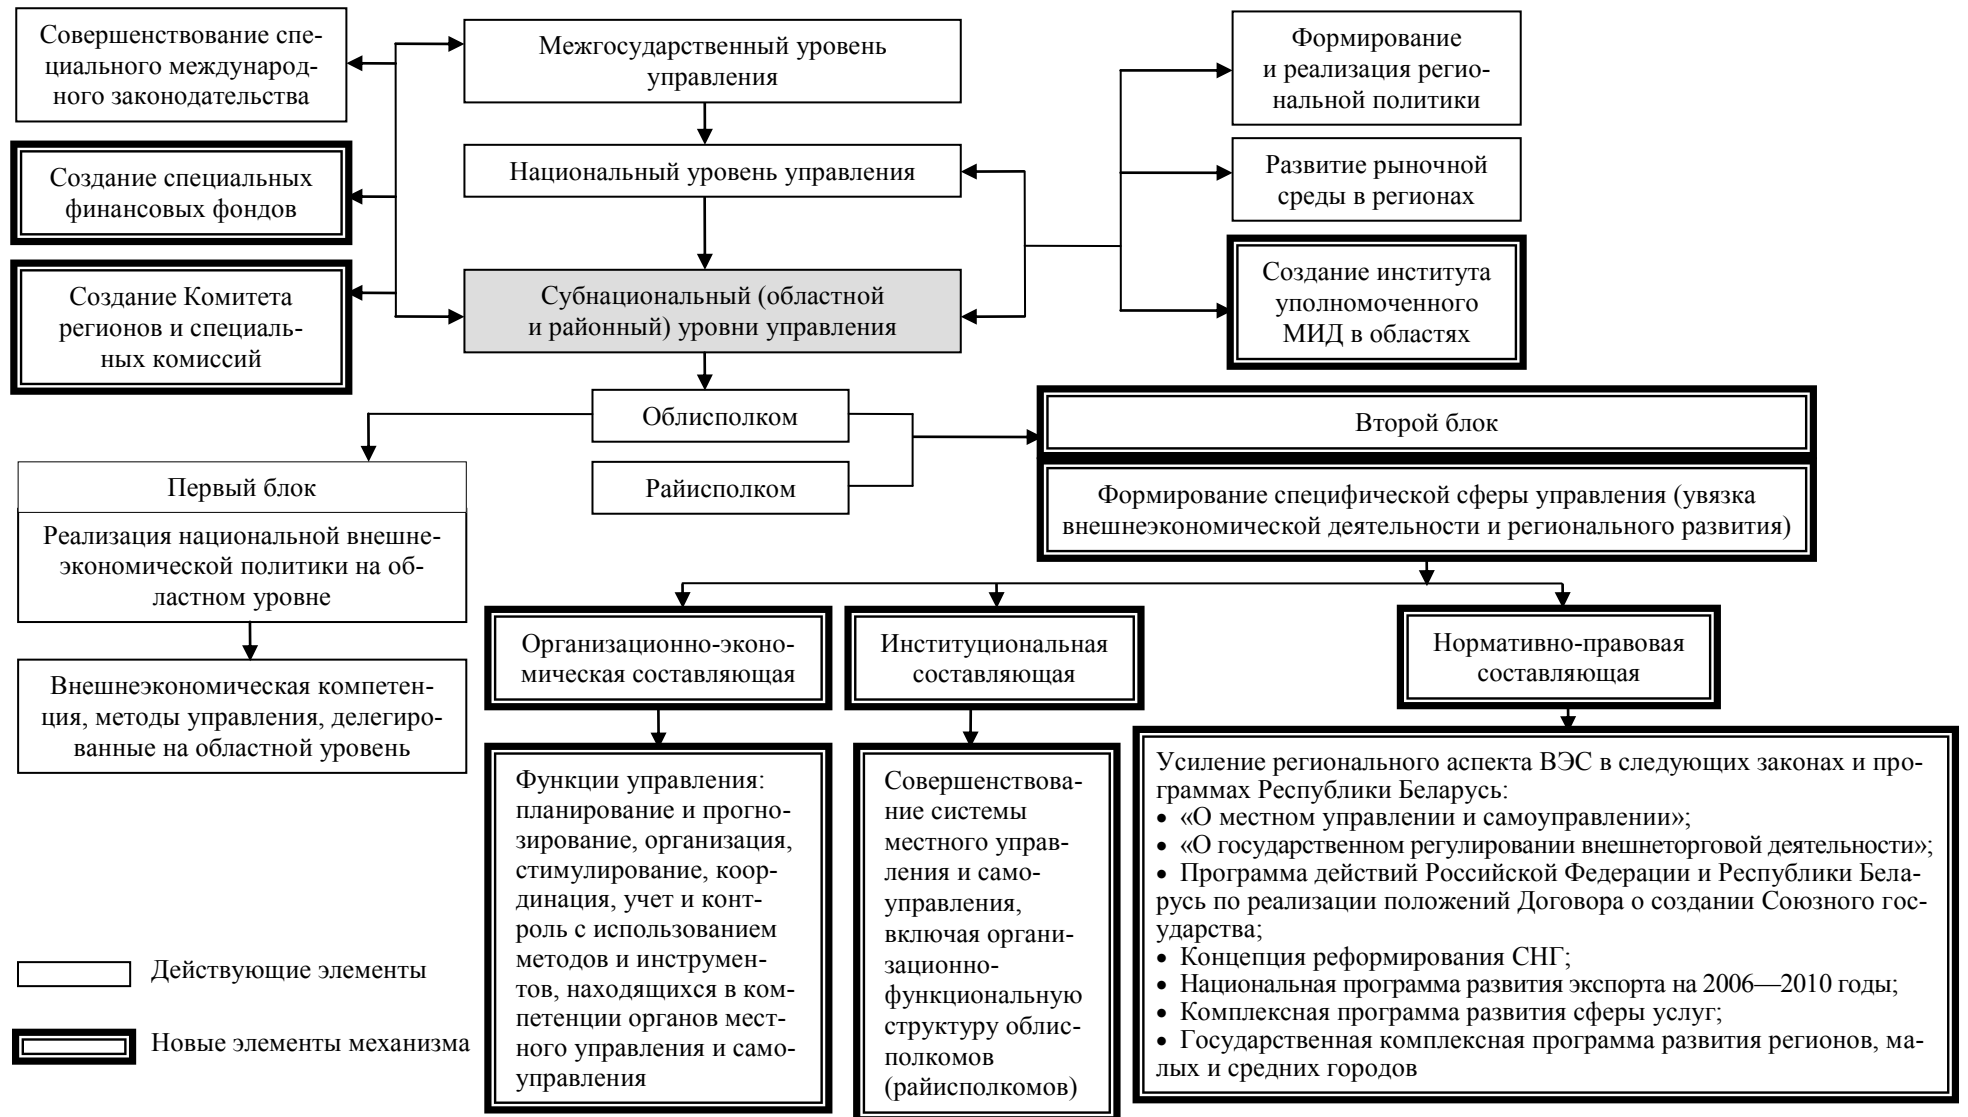 Совершенствование спе-
циального международ-
ного законодательства
Межгосударственный уровень
управления
Формирование
и реализация регио-
нальной политики
Создание специальных
финансовых фондов
Национальный уровень управления
Развитие рыночной
среды в регионах
Создание Комитета
регионов и специаль-
ных комиссий
Субнациональный (областной
и районный) уровни управления
Создание института
уполномоченного
МИД в областях
Облисполком
Райисполком
Второй блок
Формирование специфической сферы управления (увязка
внешнеэкономической деятельности и регионального развития)
Первый блок
Реализация национальной внешне-
экономической политики на об-
ластном уровне
Внешнеэкономическая компетен-
ция, методы управления, делегиро-
ванные на областной уровень
Организационно-эконо-
мическая составляющая
Институциональная
составляющая
Нормативно-правовая
составляющая
Функции управления:
планирование и прогно-
зирование, организация,
стимулирование, коор-
динация, учет и конт-
роль с использованием
методов и инструмен-
тов, находящихся в ком-
петенции органов мест-
ного управления и само-
управления
Совершенствова-
ние системы
местного управ-
ления и само-
управления,
включая органи-
зационно-
функциональную
структуру облис-
полкомов
(райисполкомов)
Усиление регионального аспекта ВЭС в следующих законах и про-
граммах Республики Беларусь:
• «О местном управлении и самоуправлении»;
• «О государственном регулировании внешнеторговой деятельности»;
• Программа действий Российской Федерации и Республики Бела-
русь по реализации положений Договора о создании Союзного гос-
ударства;
• Концепция реформирования СНГ;
• Национальная программа развития экспорта на 2006—2010 годы;
• Комплексная программа развития сферы услуг;
• Государственная комплексная программа развития регионов, ма-
лых и средних городов
Действующие элементы
Новые элементы механизма